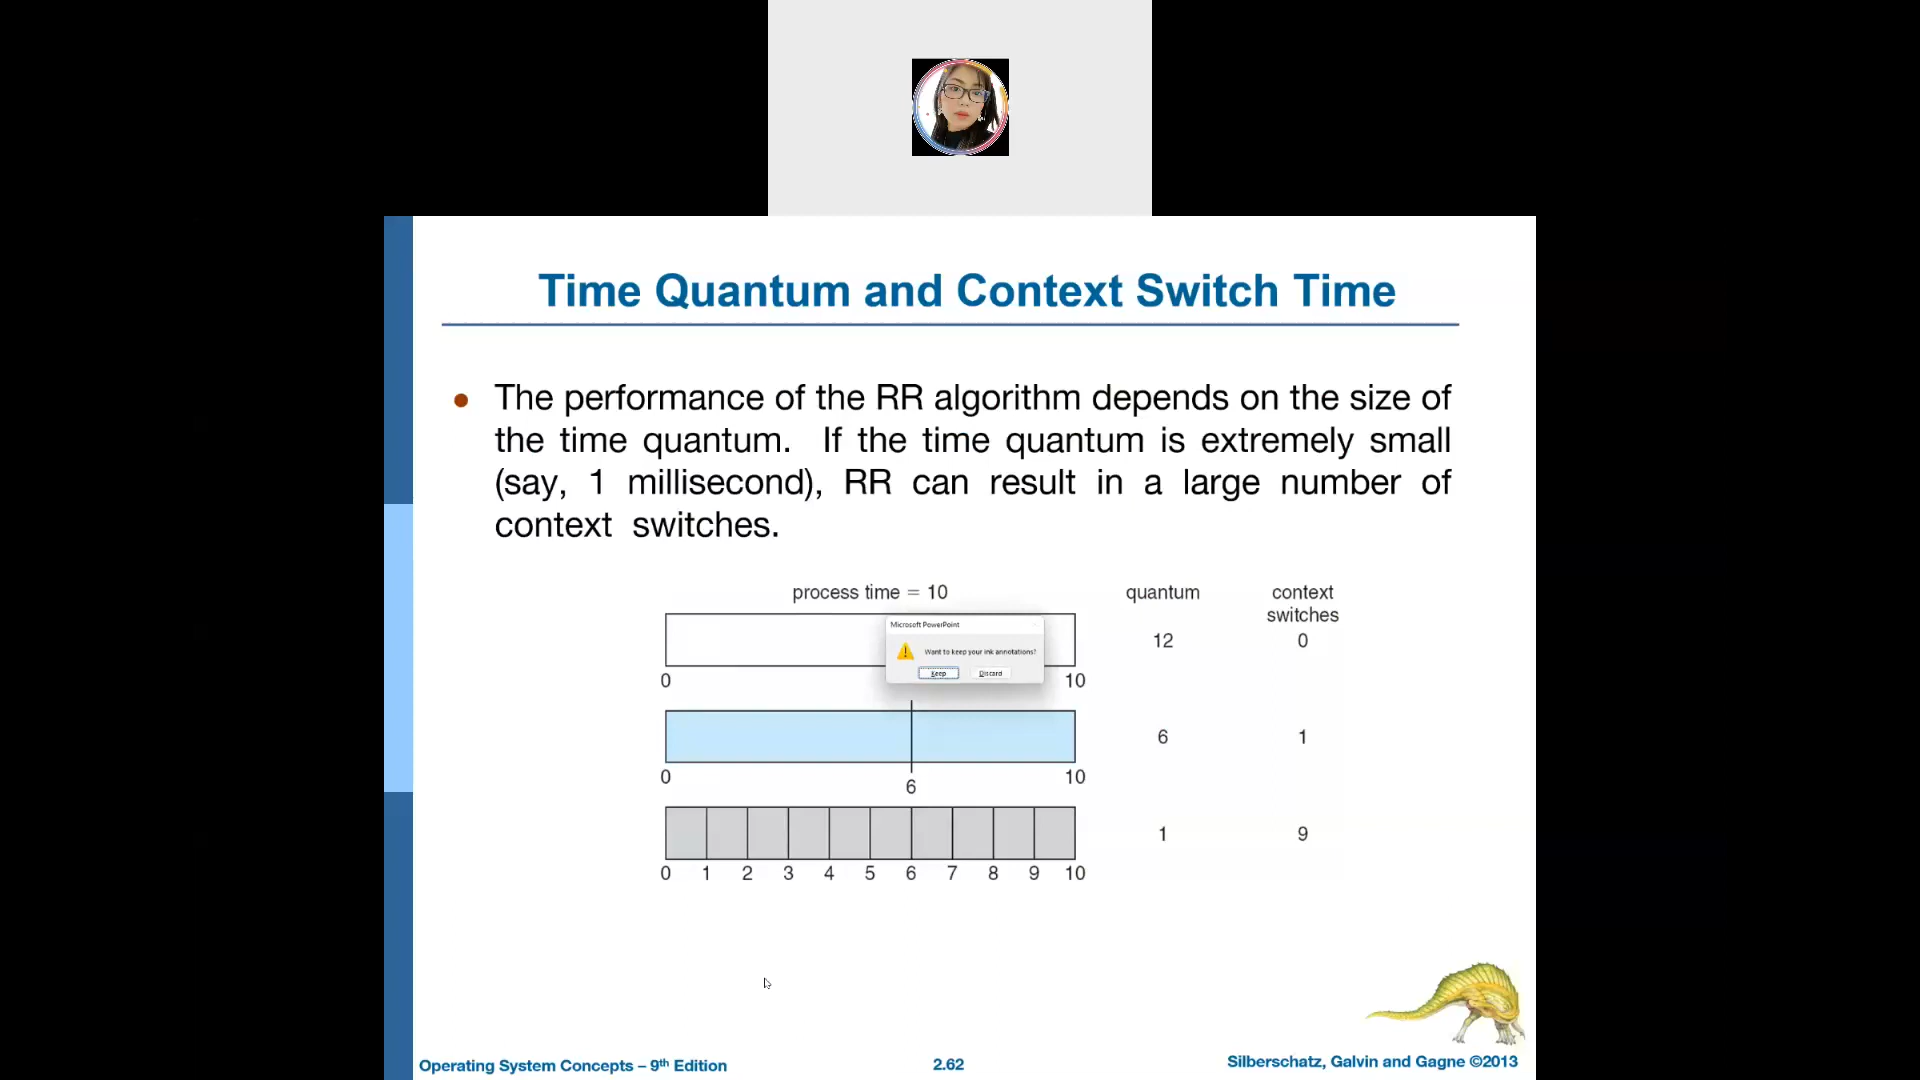 Time Quantum and Context Switch Time
The performance of the RR algorithm depends on the size of
the time quantum. If the time quantum is extremely small
(say, 1 millisecond), RR can result in a large number of
context switches.
process time = 10
quantum
context
switches
Microsoft PowerPoint
Want to keep your ink annotations?
Keep Discard
12 0
0 10
6 1
0 6 10
1 9
0 1 2 3 4 5 6 7 8 9 10
Operating System Concepts – 9th Edition
2.62
Silberschatz, Galvin and Gagne ©2013